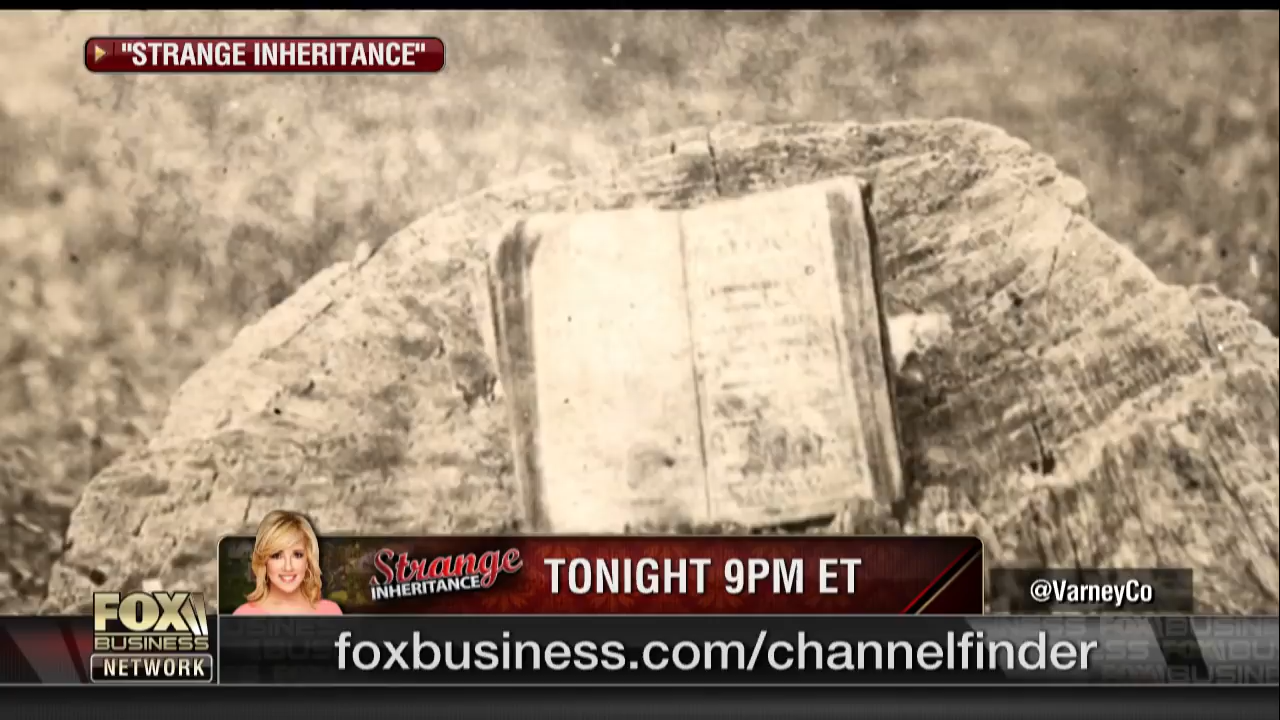 "STRANGE INHERITANCE"
Strange
INHERITANCE
TONIGHT 9PM ET
@VarneyCo
FOX
BUSINESS
NETWORK
foxbusiness.com/channelfinder